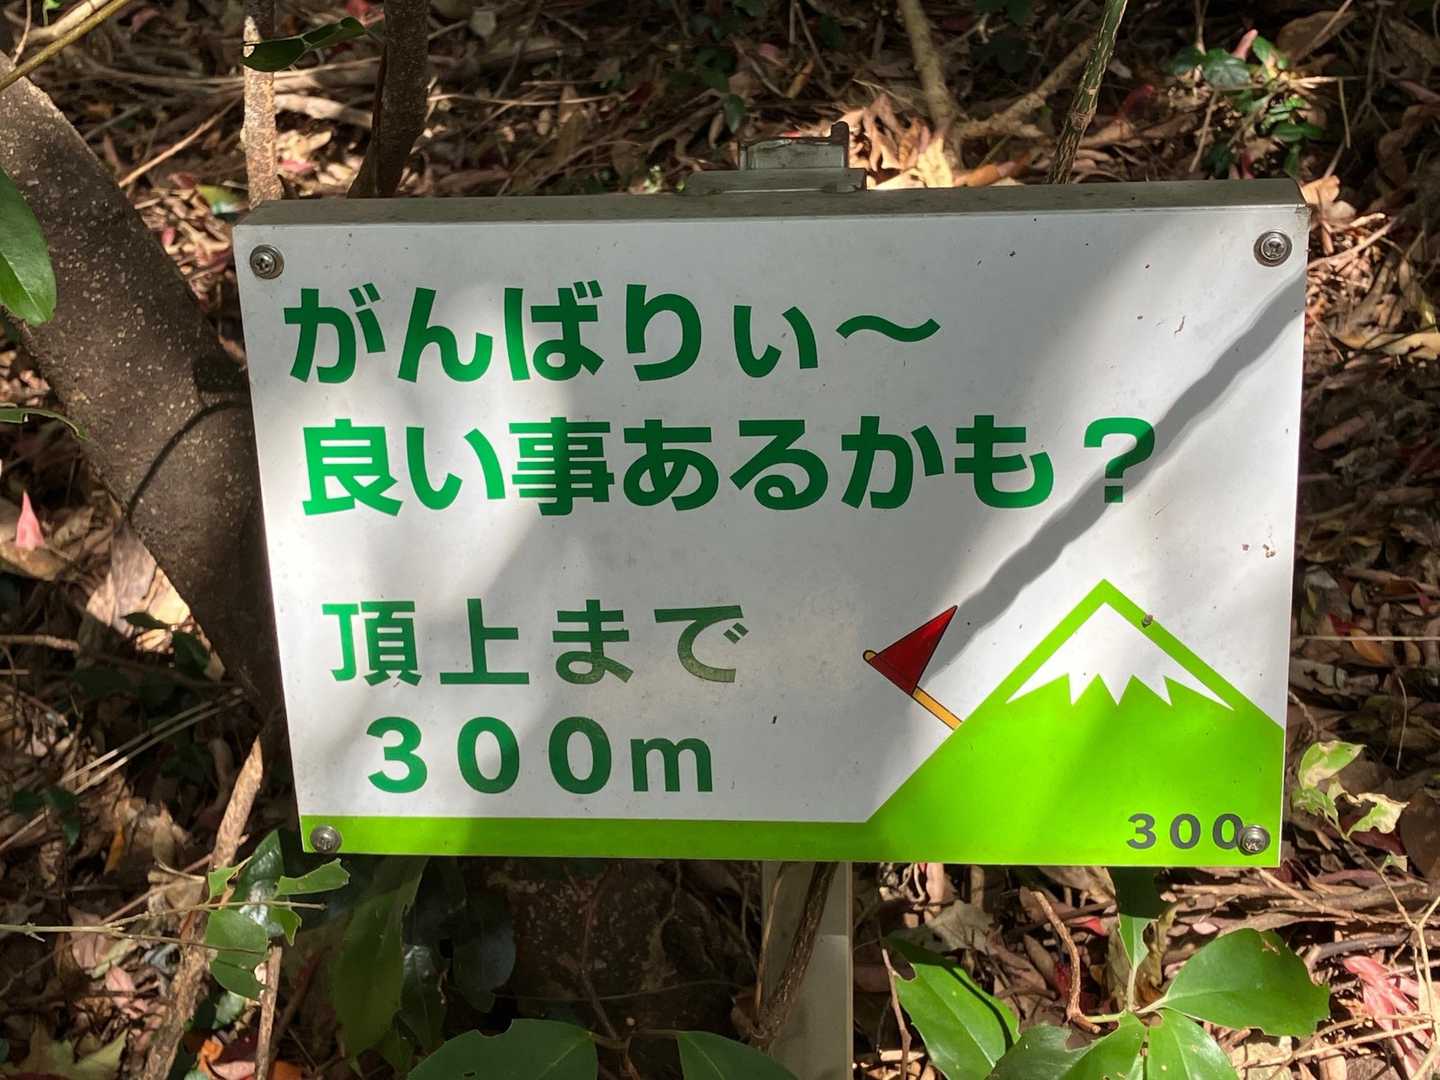 がんばりぃ～
良い事あるかも？
頂上まで
３００ｍ
３００